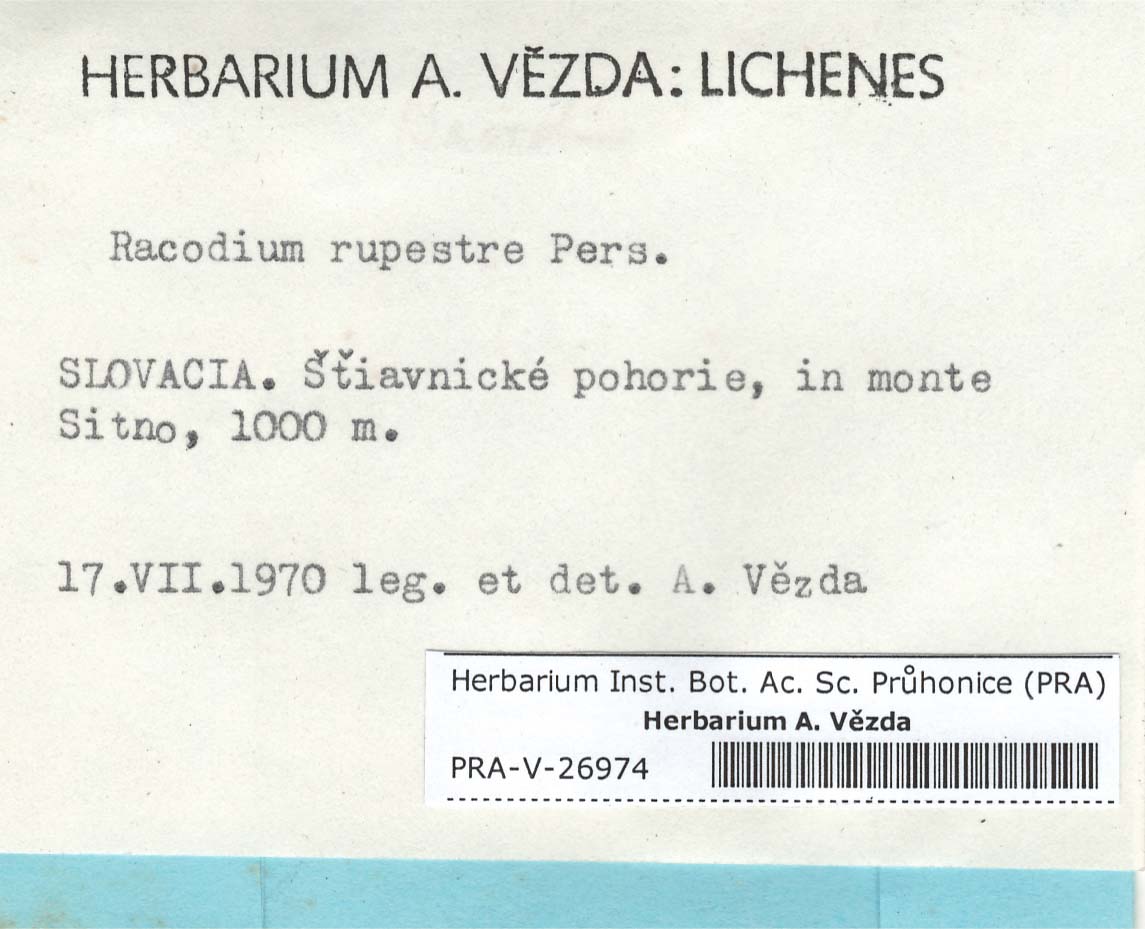 HERBARIUM A. VĚZDA: LICHENES
Racodium rupestre Pers.
SLOVACIA. Šťiavnické pohorie, in monte
Sitno, 1000 m.
17.VII.1970 leg. et det. A. Vězda
Herbarium Inst. Bot. Ac. Sc. Průhonice (PRA)
Herbarium A. Vězda
PRA-V-26974